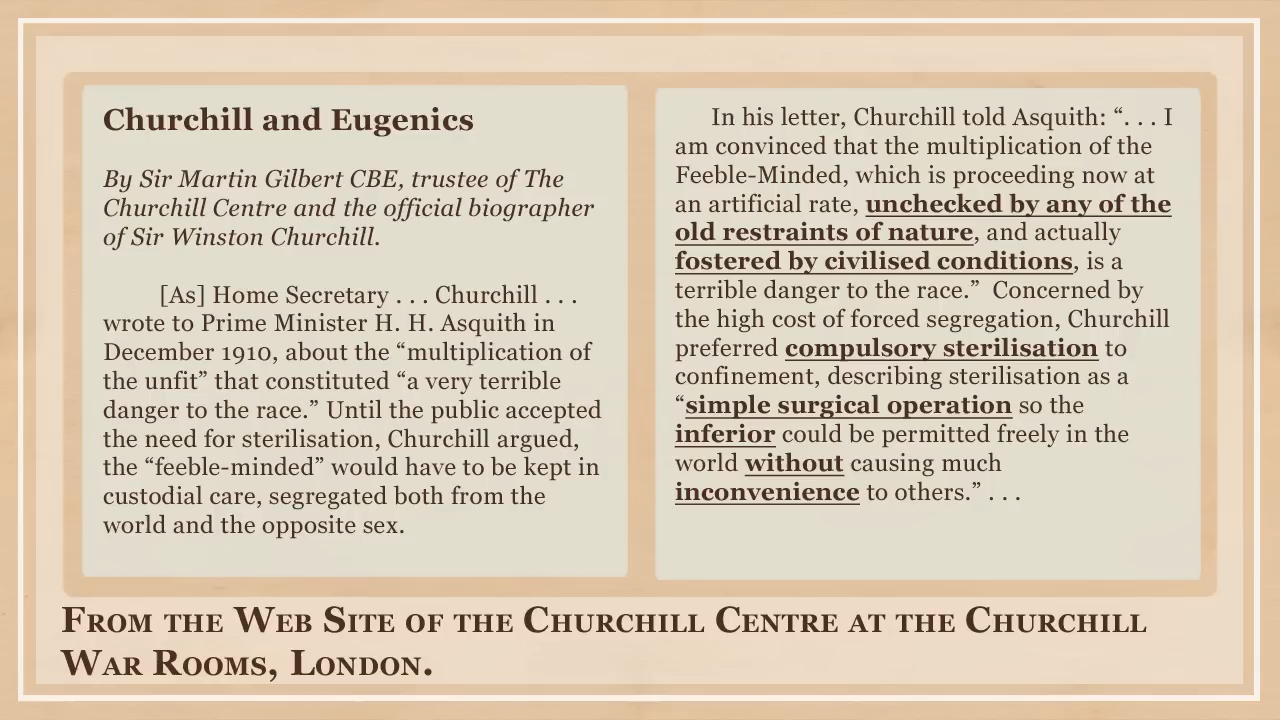 Churchill and Eugenics
By Sir Martin Gilbert CBE, trustee of The
Churchill Centre and the official biographer
of Sir Winston Churchill.
[As] Home Secretary . . . Churchill . . .
wrote to Prime Minister H. H. Asquith in
December 1910, about the “multiplication of
the unfit” that constituted “a very terrible
danger to the race.” Until the public accepted
the need for sterilisation, Churchill argued,
the “feeble-minded” would have to be kept in
custodial care, segregated both from the
world and the opposite sex.
In his letter, Churchill told Asquith: “. . . I
am convinced that the multiplication of the
Feeble-Minded, which is proceeding now at
an artificial rate, unchecked by any of the
old restraints of nature, and actually
fostered by civilised conditions, is a
terrible danger to the race.” Concerned by
the high cost of forced segregation, Churchill
preferred compulsory sterilisation to
confinement, describing sterilisation as a
“simple surgical operation so the
inferior could be permitted freely in the
world without causing much
inconvenience to others.” . . .
From the Web Site of the Churchill Centre at the Churchill
War Rooms, London.